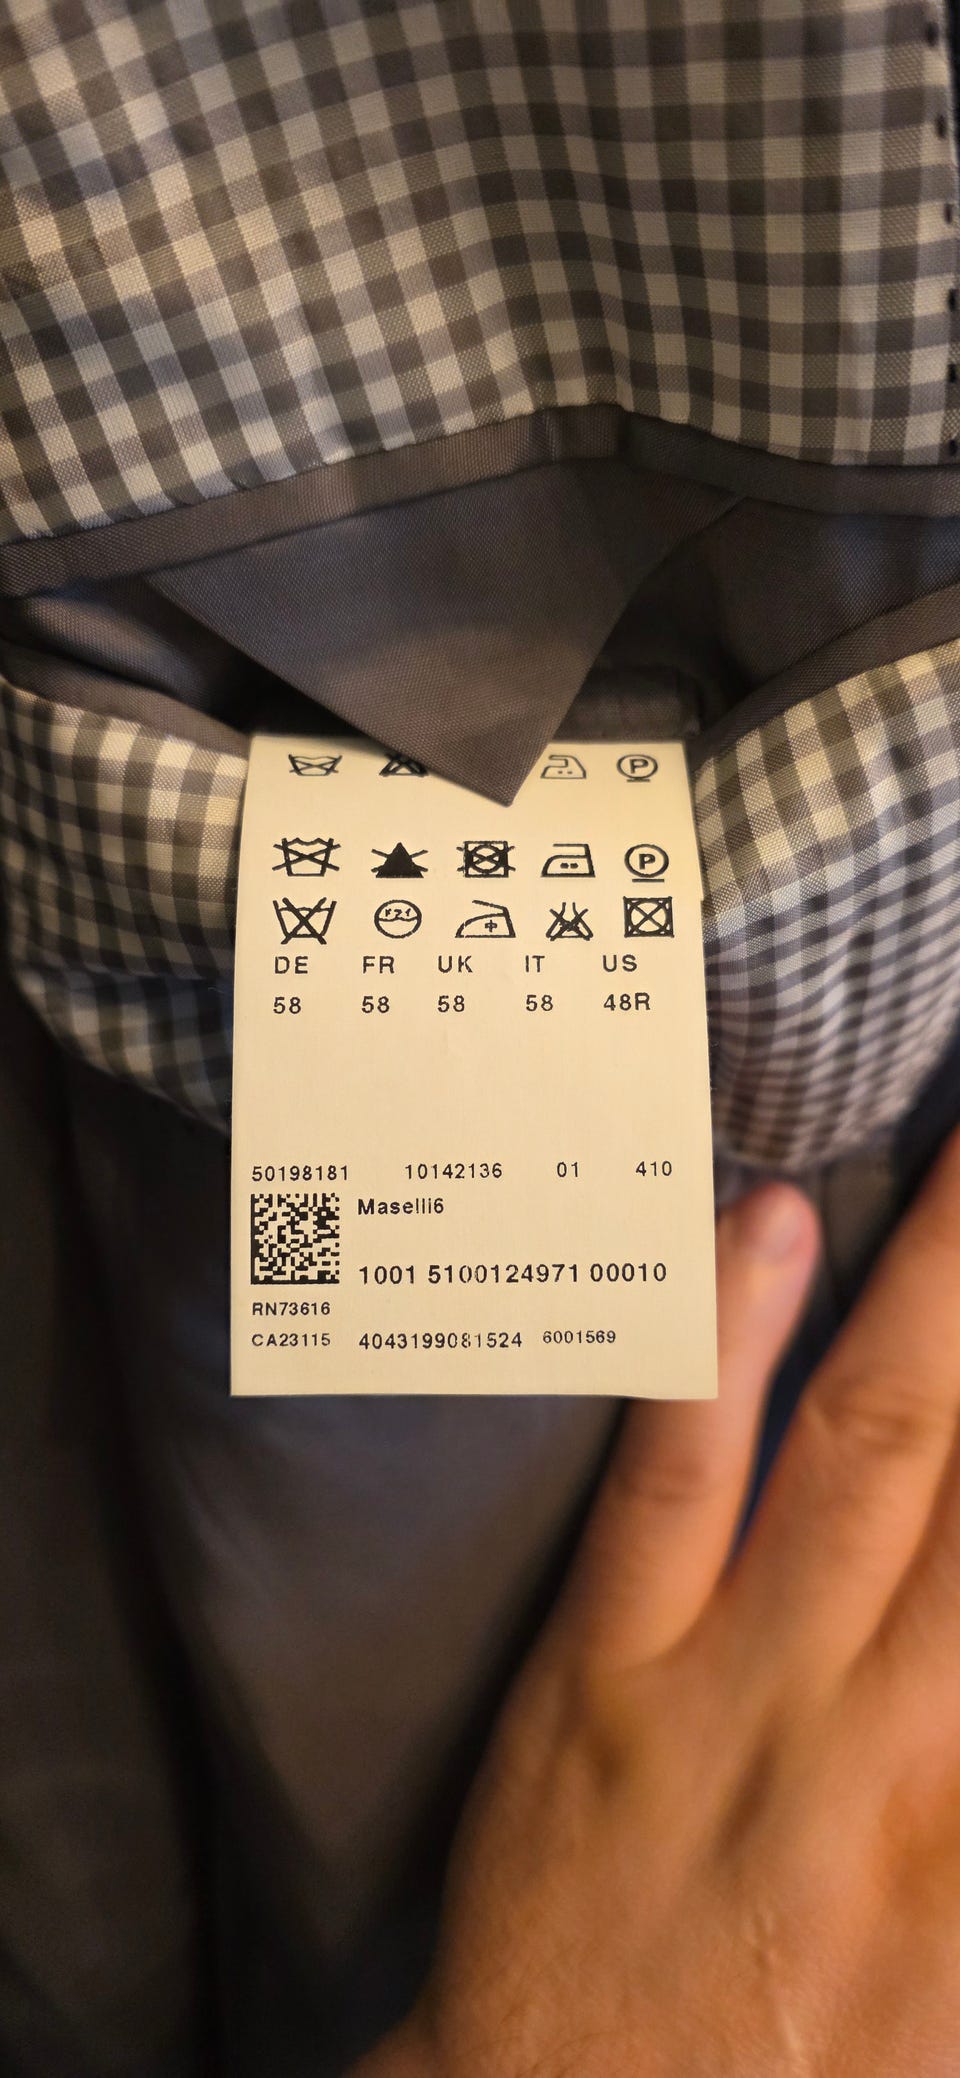 P
P
DE FR UK IT US
58 58 58 58 48R
50198181 10142136 01 410
Maselli6
1001 5100124971 00010
RN73616
CA23115 4043199081524 6001569